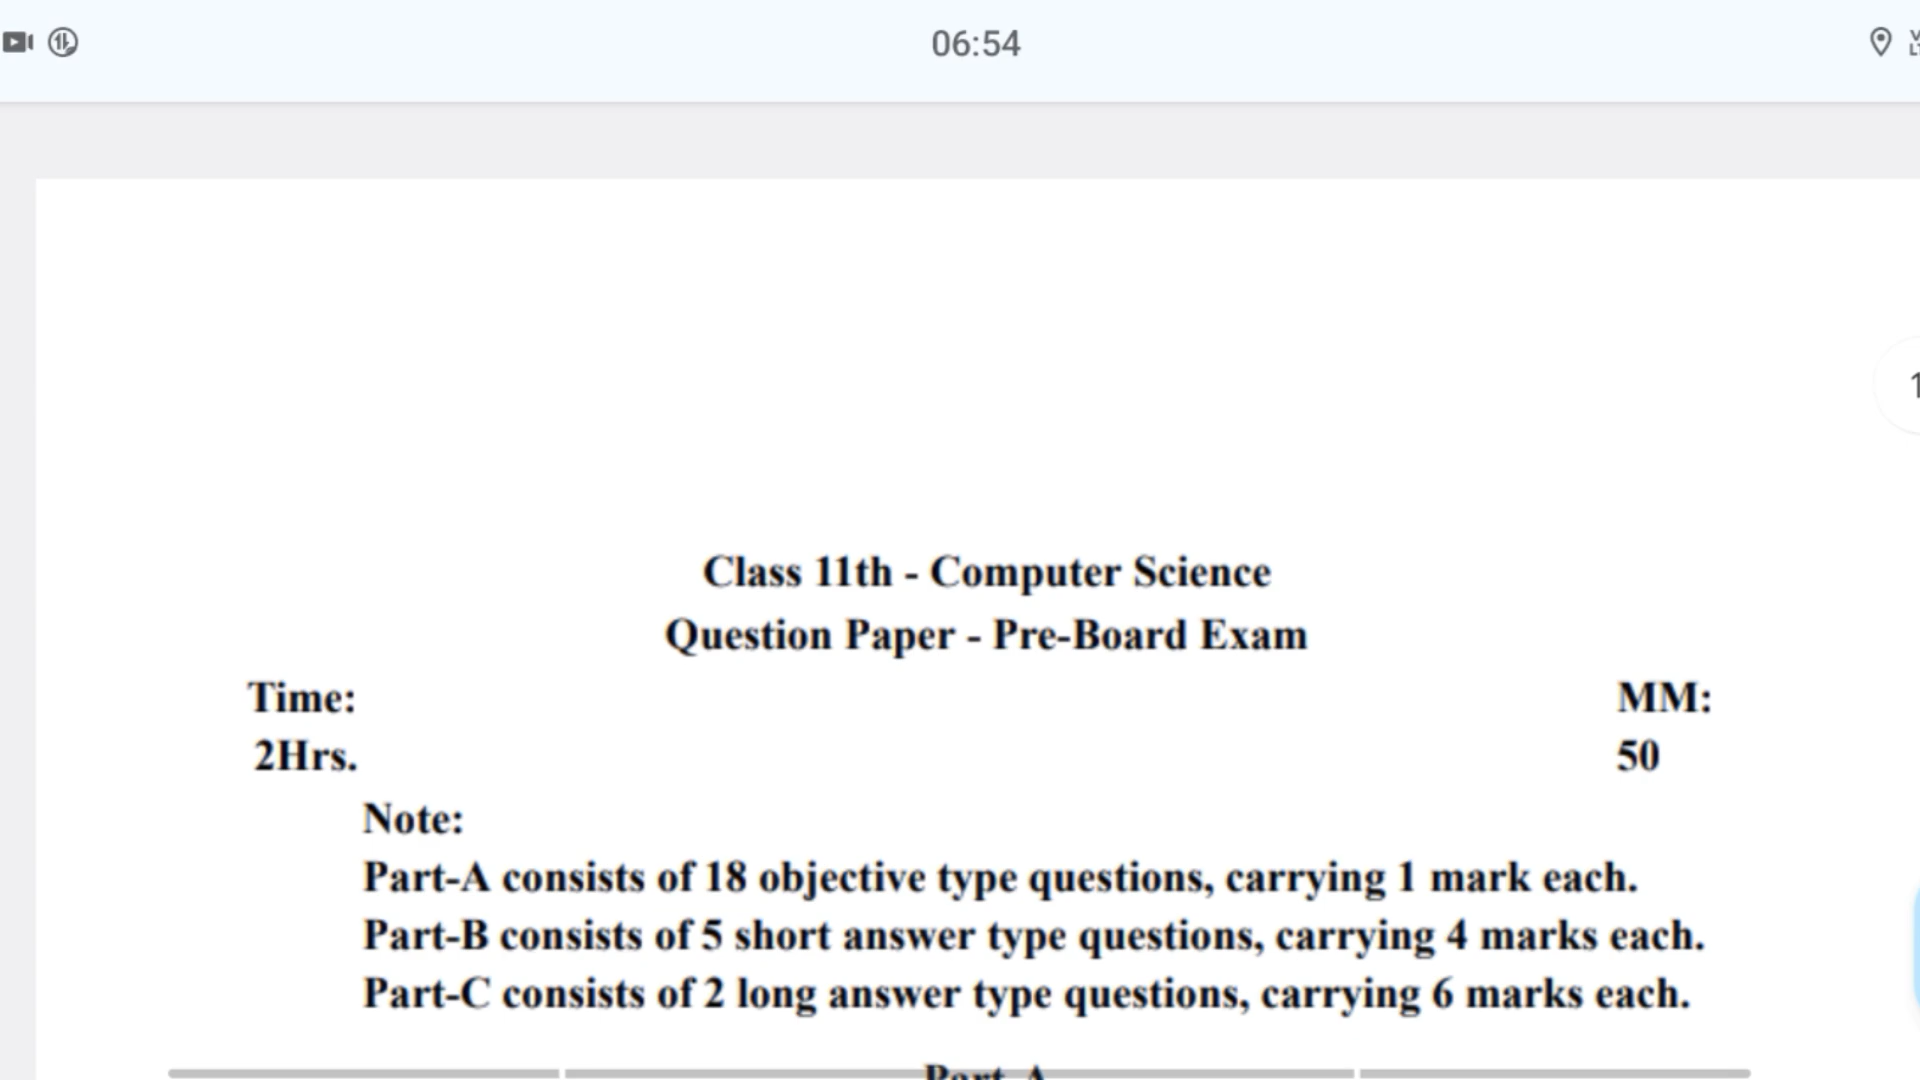 06:54
1
Class 11th - Computer Science
Question Paper - Pre-Board Exam
Time:
MM:
2Hrs.
50
Note:
Part-A consists of 18 objective type questions, carrying 1 mark each.
Part-B consists of 5 short answer type questions, carrying 4 marks each.
Part-C consists of 2 long answer type questions, carrying 6 marks each.
Part-A